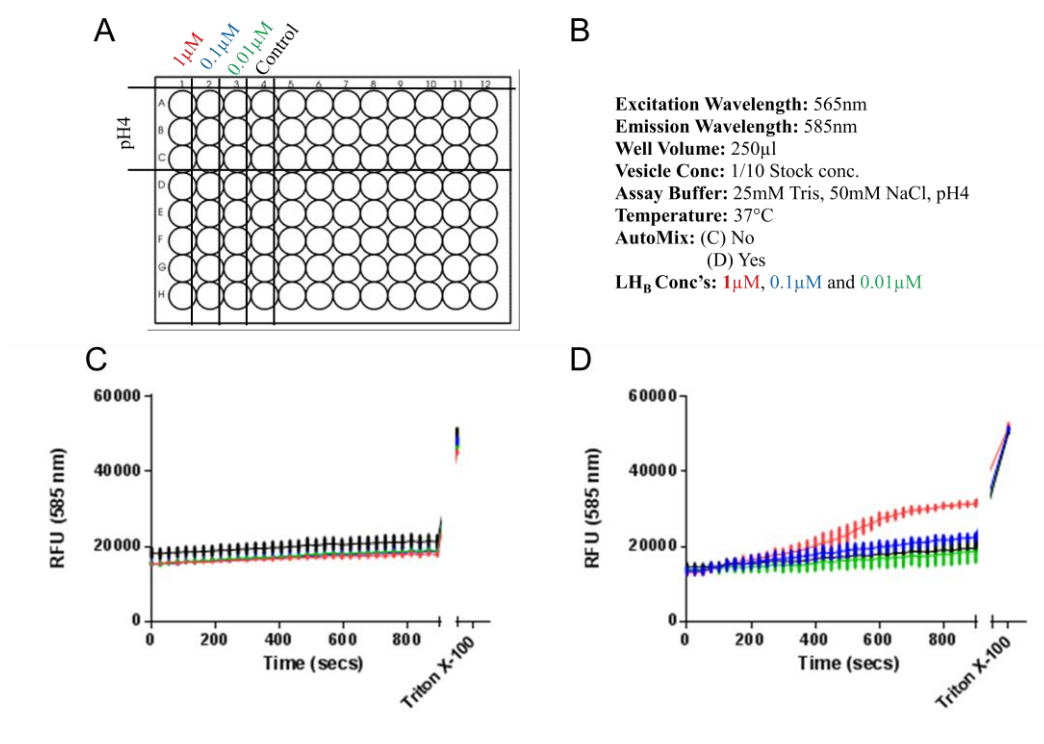 A
1μM 0.1μM 0.01μM Control
1 2 3 4 5 6 7 8 9 10 11 12
pH4
A
B
C
D
E
F
G
H
B
Excitation Wavelength: 565nm
Emission Wavelength: 585nm
Well Volume: 250μl
Vesicle Conc: 1/10 Stock conc.
Assay Buffer: 25mM Tris, 50mM NaCl, pH4
Temperature: 37°C
AutoMix: (C) No
(D) Yes
LHB Conc's: 1μM, 0.1μM and 0.01μM
C
60000
40000
20000
0
RFU (585 nm)
0 200 400 600 800
Time (secs)
Triton X-100
D
60000
40000
20000
0
RFU (585 nm)
0 200 400 600 800
Time (secs)
Triton X-100